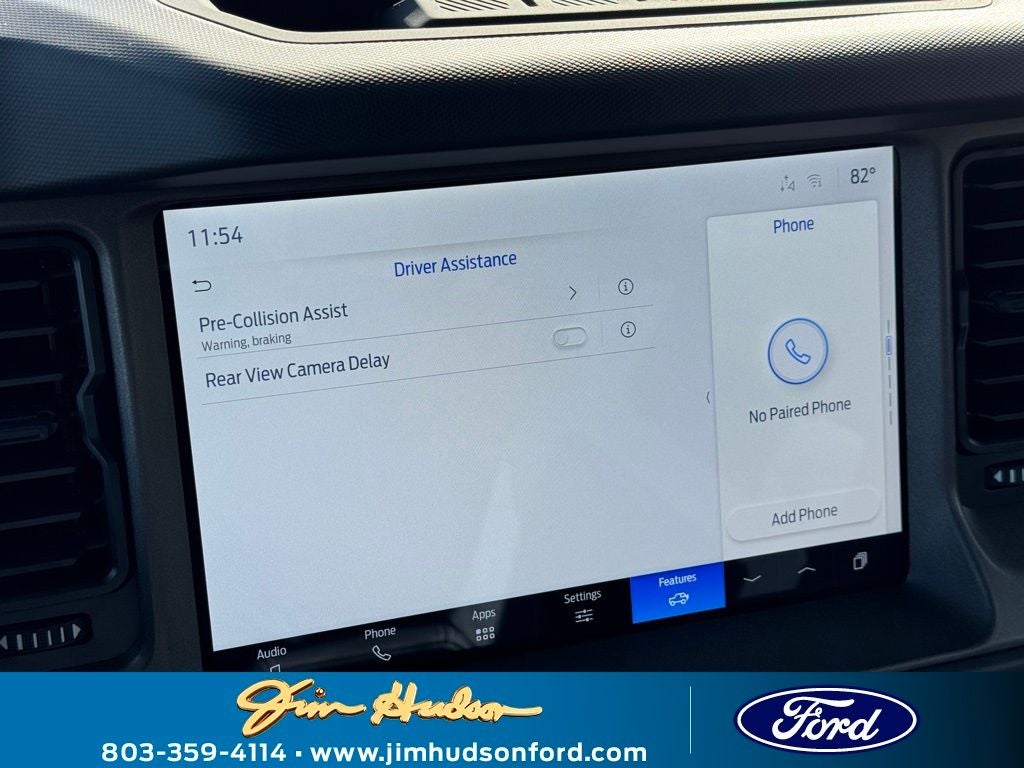 11:54
82°
Driver Assistance
Phone
Pre-Collision Assist
Warning, braking
Rear View Camera Delay
No Paired Phone
Add Phone
Audio
Phone
Apps
Settings
Features
Jim Hudson
803-359-4114 · www.jimhudsonford.com
Ford